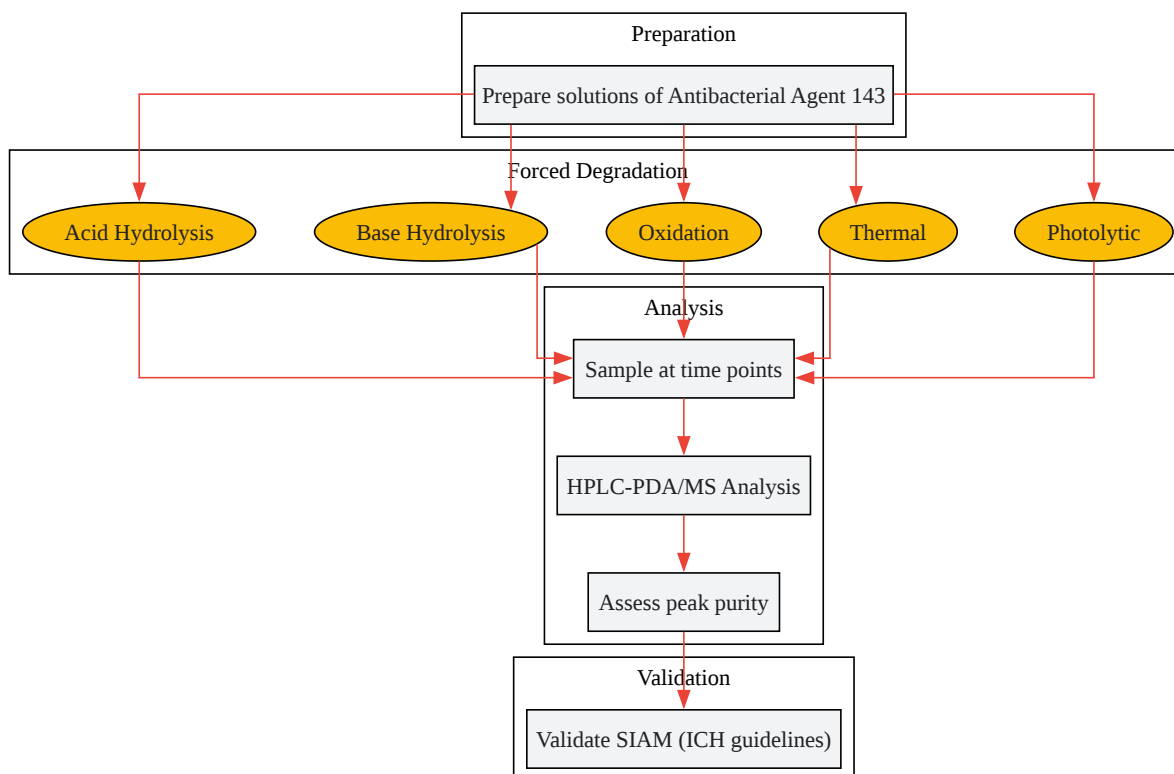 Preparation
Prepare solutions of Antibacterial Agent 143
Forced Degradation
Acid Hydrolysis
Base Hydrolysis
Oxidation
Thermal
Photolytic
Analysis
Sample at time points
HPLC-PDA/MS Analysis
Assess peak purity
Validation
Validate SIAM (ICH guidelines)